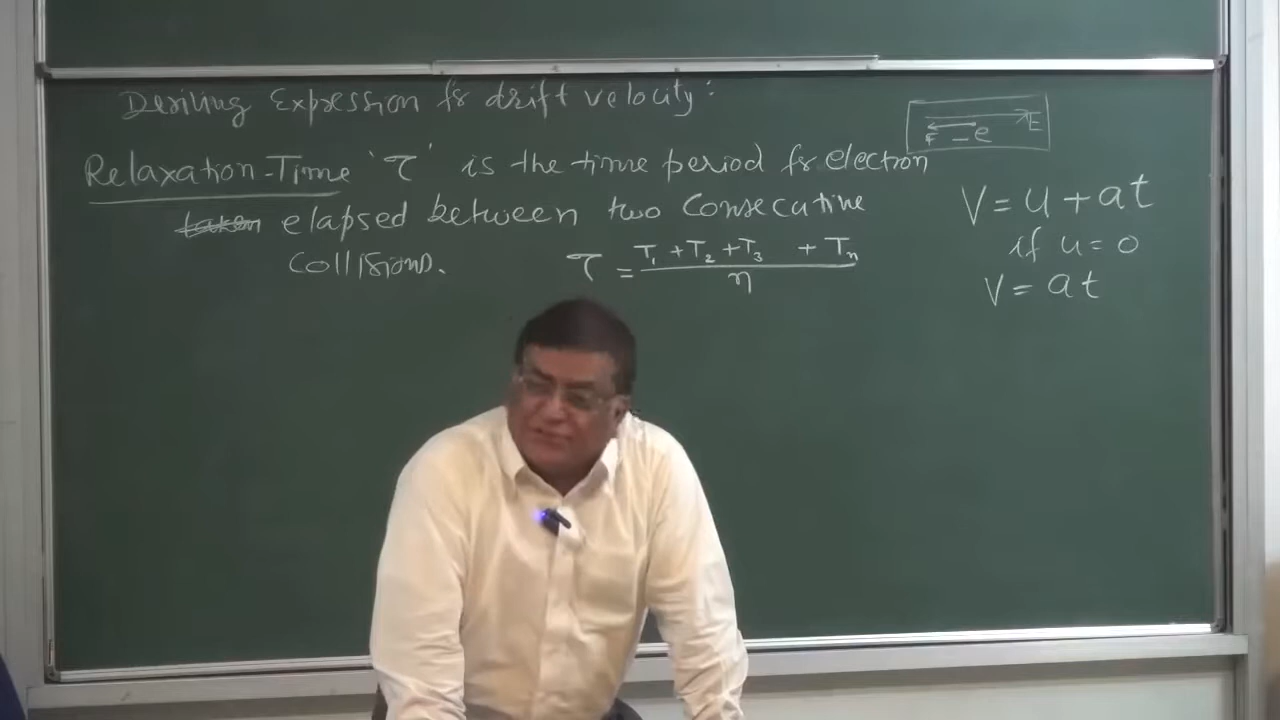 Deriving Expression for drift velocity:
E
F -e
Relaxation-Time 'τ' is the time period for electron
taken elapsed between two Consecutive
Collisions.
τ = T₁ + T₂ + T₃ + Tₙ / n
V = u + at
if u = 0
V = at